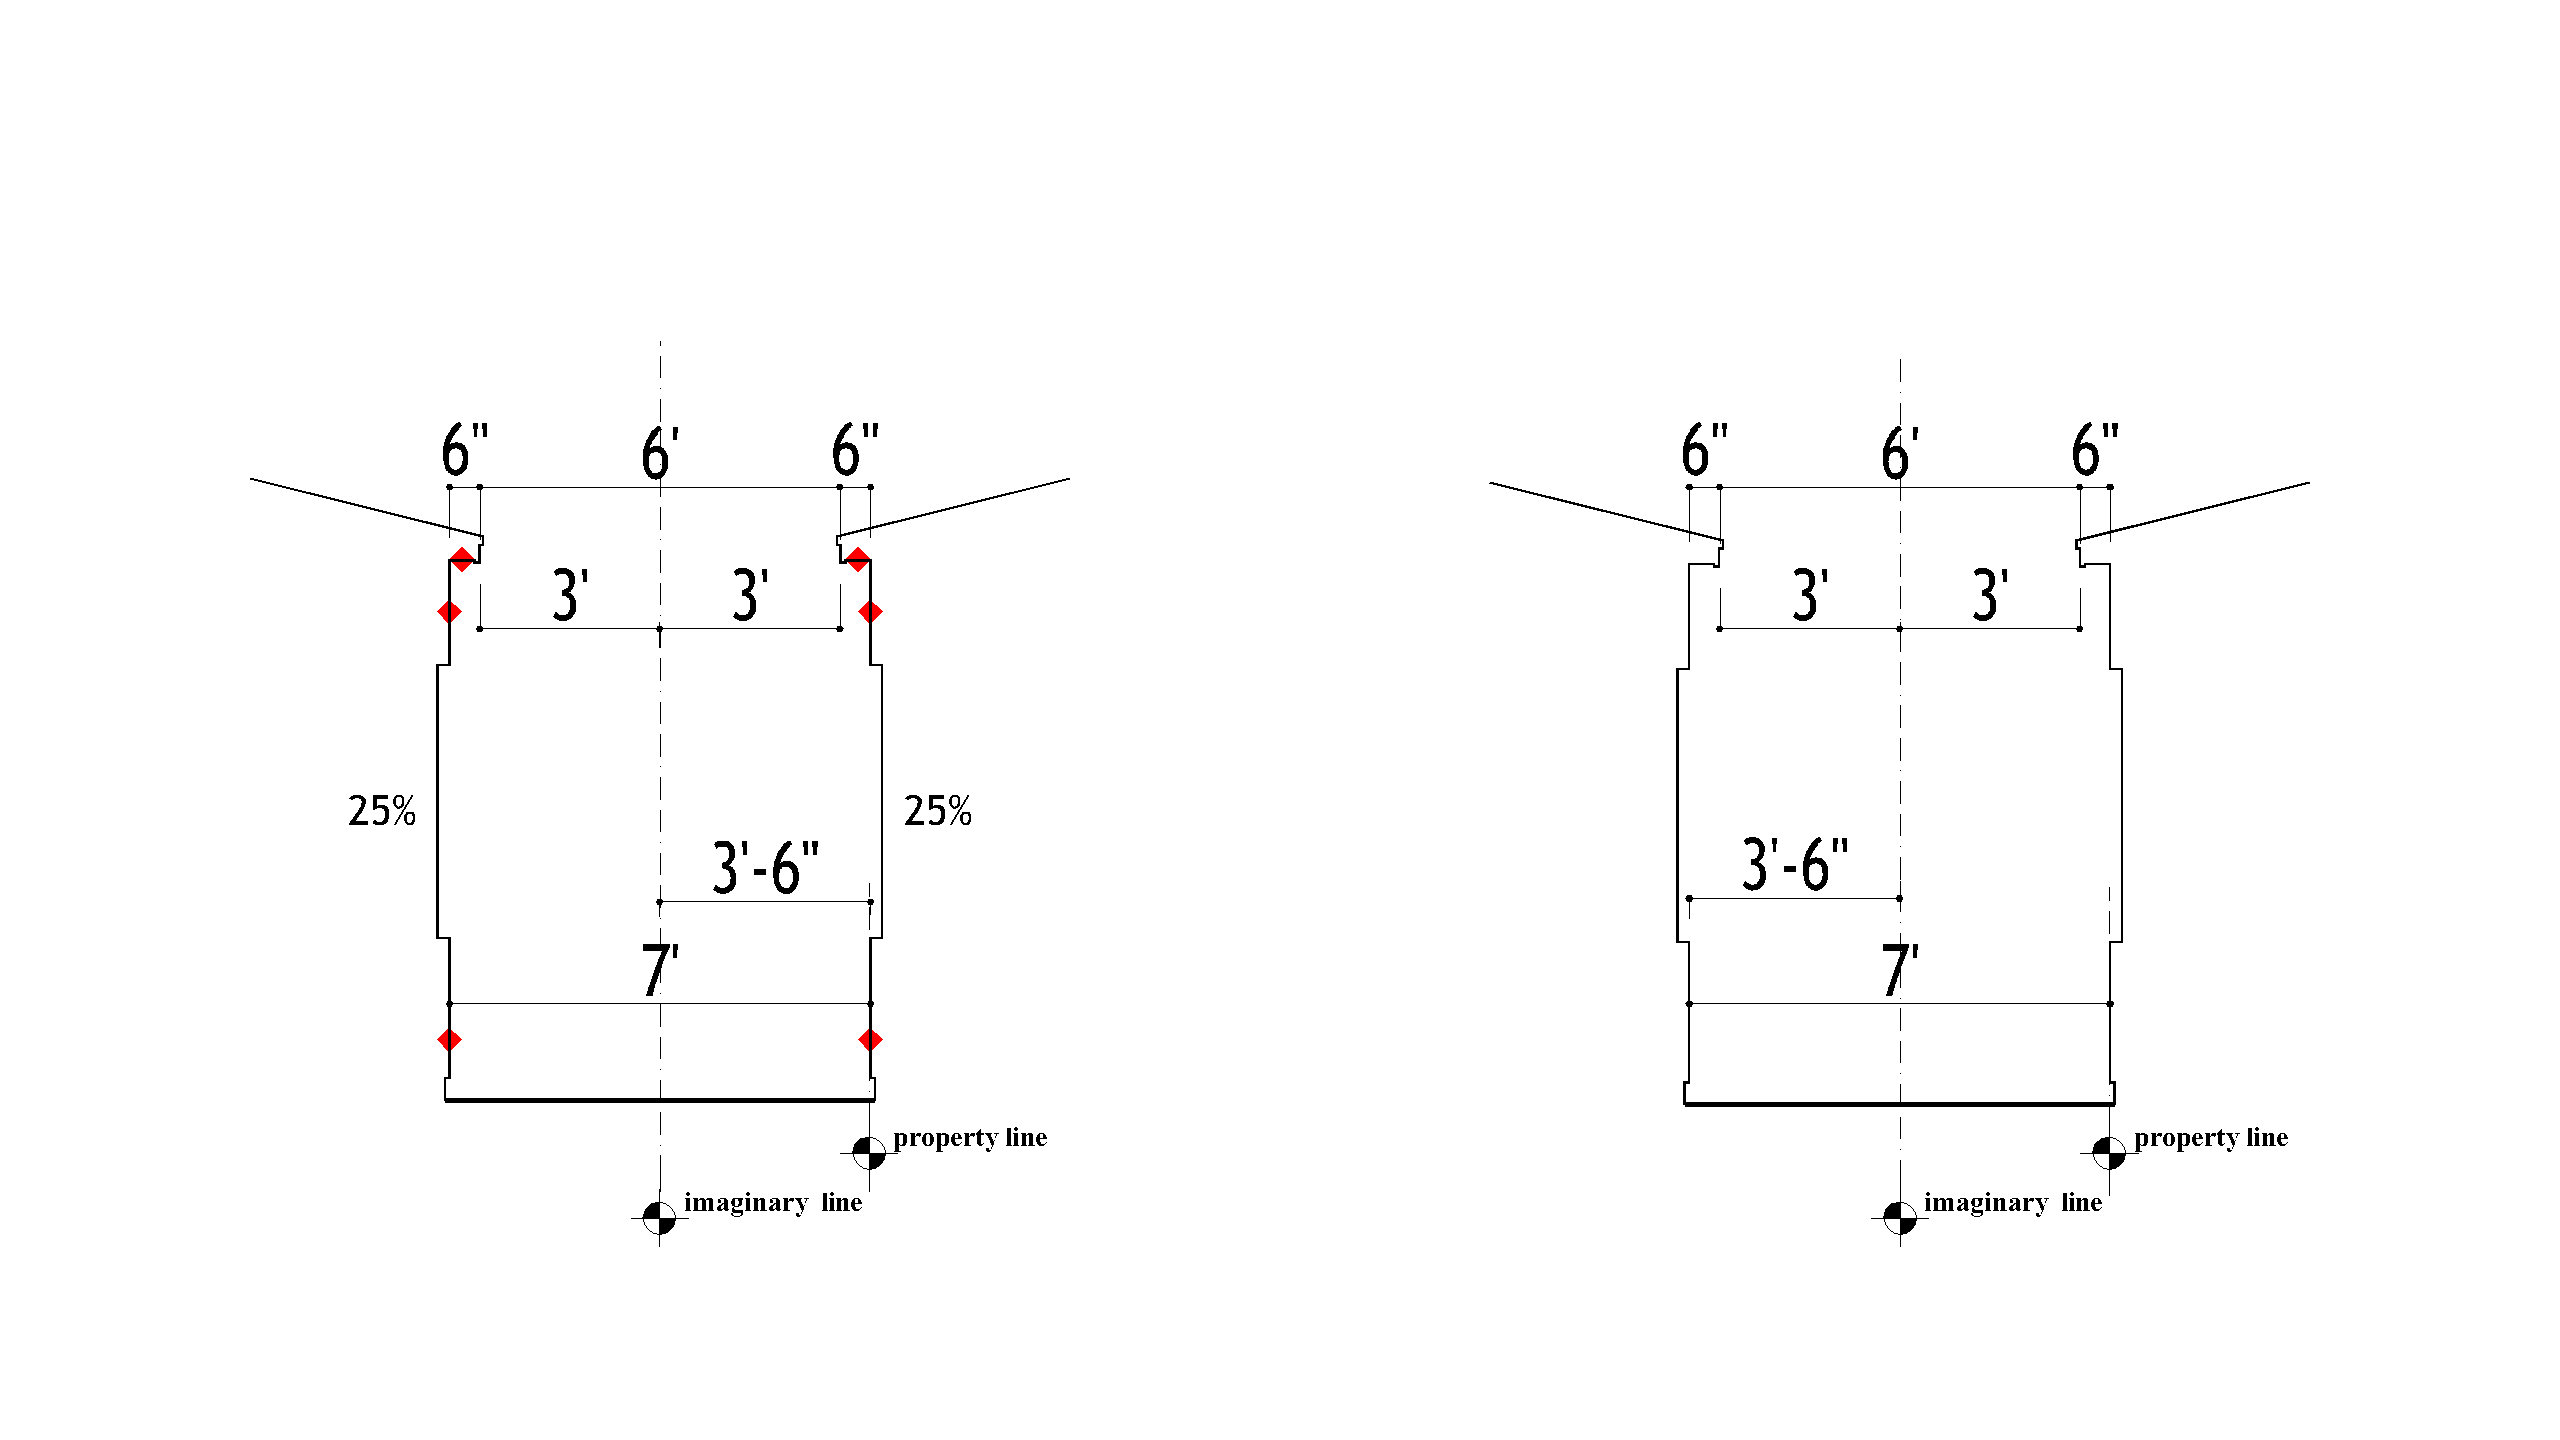 6" 6' 6"
3' 3'
25% 25%
3'-6"
7'
property line
imaginary line
6" 6' 6"
3' 3'
3'-6"
7'
property line
imaginary line